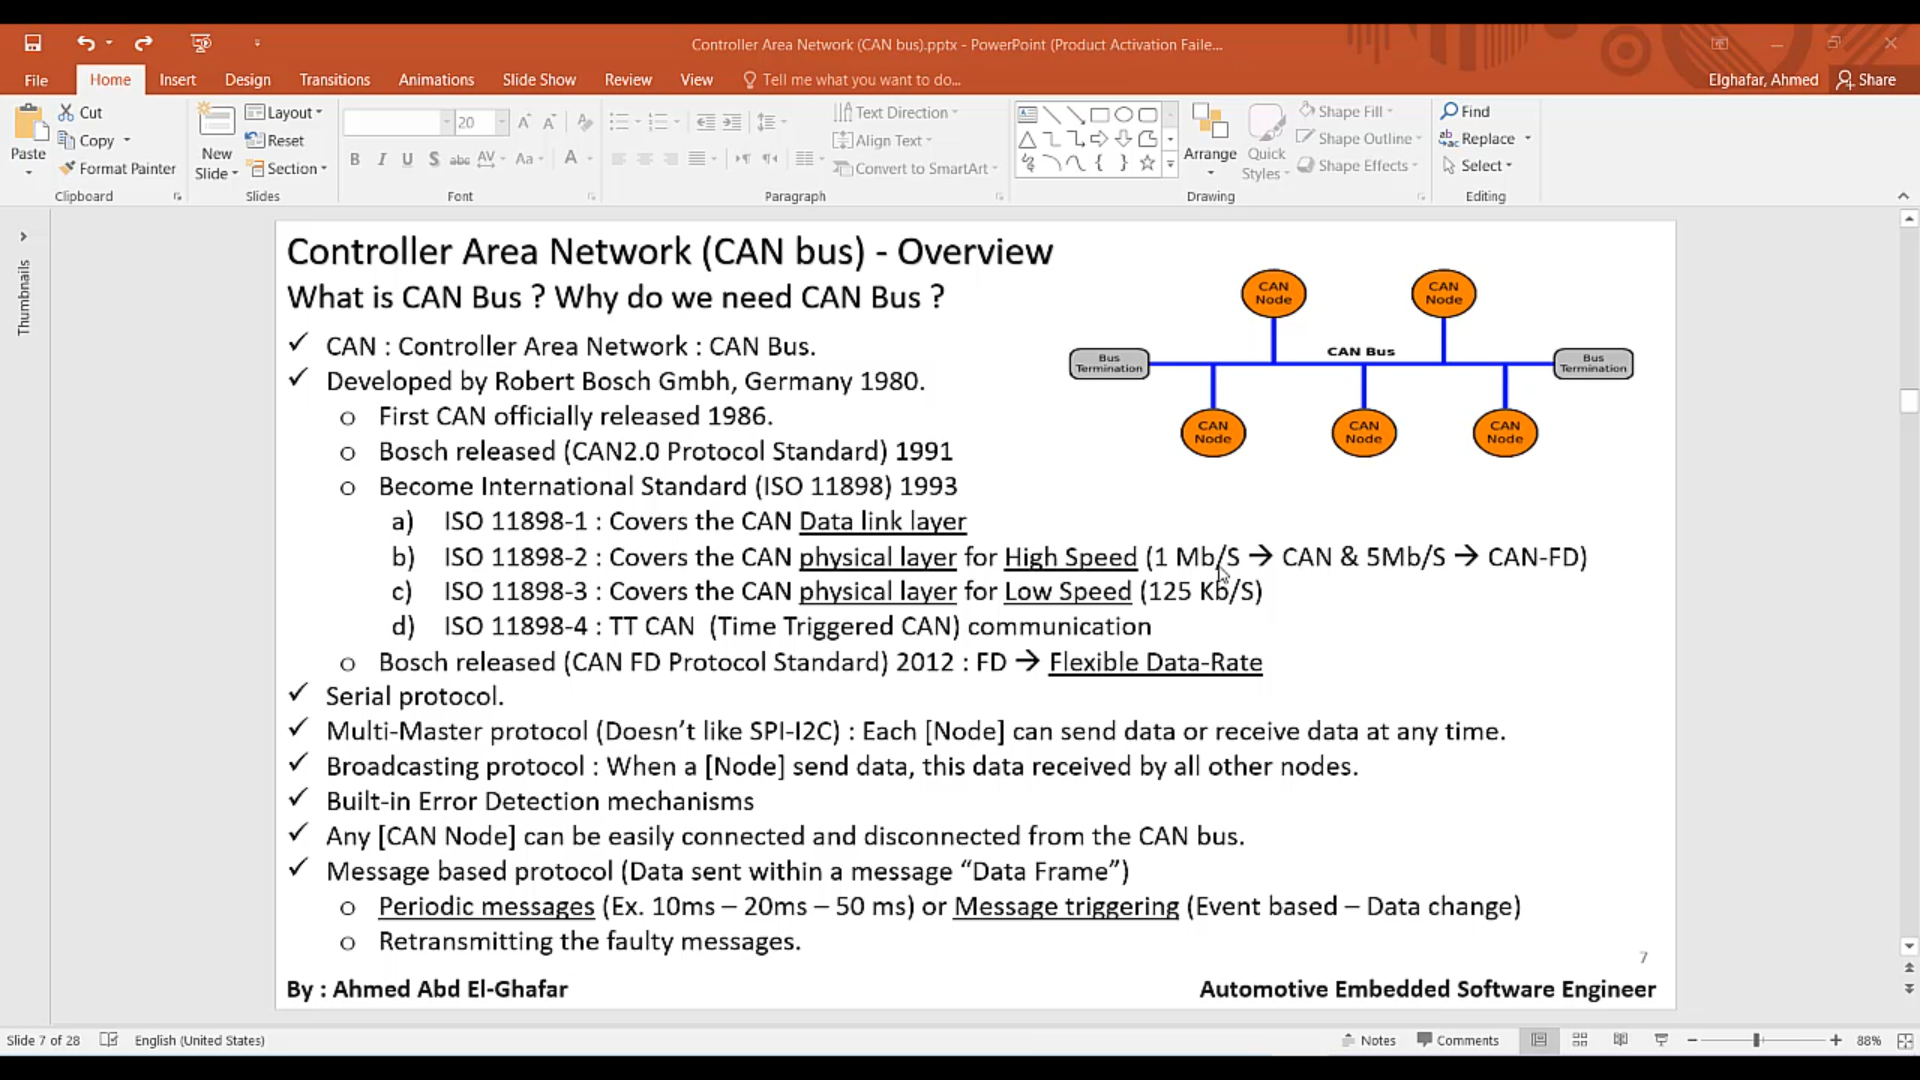 Controller Area Network (CAN bus).pptx - PowerPoint (Product Activation Faile...
File Home Insert Design Transitions Animations Slide Show Review View Tell me what you want to do... Elghafar, Ahmed Share
Paste
Cut
Copy
Format Painter
Clipboard
New
Slide
Layout
Reset
Section
Slides
20
B I U S abc AV Aa A
Font
Text Direction
Align Text
Convert to SmartArt
Paragraph
Arrange
Quick
Styles
Shape Fill
Shape Outline
Shape Effects
Drawing
Find
Replace
Select
Editing
Thumbnails
Controller Area Network (CAN bus) - Overview
What is CAN Bus ? Why do we need CAN Bus ?
✓ CAN : Controller Area Network : CAN Bus.
✓ Developed by Robert Bosch Gmbh, Germany 1980.
o First CAN officially released 1986.
o Bosch released (CAN2.0 Protocol Standard) 1991
o Become International Standard (ISO 11898) 1993
a) ISO 11898-1 : Covers the CAN Data link layer
b) ISO 11898-2 : Covers the CAN physical layer for High Speed (1 Mb/S → CAN & 5Mb/S → CAN-FD)
c) ISO 11898-3 : Covers the CAN physical layer for Low Speed (125 Kb/S)
d) ISO 11898-4 : TT CAN (Time Triggered CAN) communication
o Bosch released (CAN FD Protocol Standard) 2012 : FD → Flexible Data-Rate
✓ Serial protocol.
✓ Multi-Master protocol (Doesn’t like SPI-I2C) : Each [Node] can send data or receive data at any time.
✓ Broadcasting protocol : When a [Node] send data, this data received by all other nodes.
✓ Built-in Error Detection mechanisms
✓ Any [CAN Node] can be easily connected and disconnected from the CAN bus.
✓ Message based protocol (Data sent within a message “Data Frame”)
o Periodic messages (Ex. 10ms – 20ms – 50 ms) or Message triggering (Event based – Data change)
o Retransmitting the faulty messages.
CAN
Node
CAN
Node
Bus
Termination
CAN Bus
Bus
Termination
CAN
Node
CAN
Node
CAN
Node
7
By : Ahmed Abd El-Ghafar
Automotive Embedded Software Engineer
Slide 7 of 28 English (United States) Notes Comments 88%